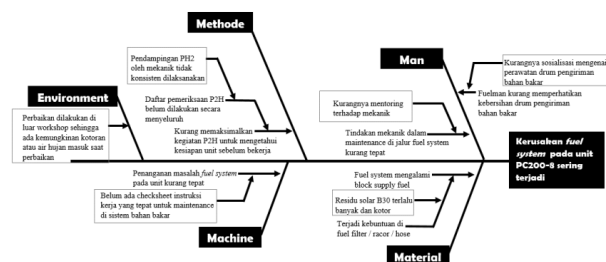 Methode
Pendampingan PH2
oleh mekanik tidak
konsisten dilaksanakan
Man
Kurangnya sosialisasi mengenai
perawatan drum pengiriman
bahan bakar
Environment
Daftar pemeriksaan P2H
belum dilakukan secara
menyeluruh
Kurangnya mentoring
terhadap mekanik
Fuelman kurang memperhatikan
kebersihan drum pengiriman
bahan bakar
Perbaikan dilakukan di
luar workshop sehingga
ada kemungkinan kotoran
atau air hujan masuk saat
perbaikan
Kurang memaksimalkan
kegiatan P2H untuk mengetahui
kesiapan unit sebelum bekerja
Tindakan mekanik dalam
maintenance di jalur fuel system
kurang tepat
Kerusakan fuel
system pada unit
PC200-8 sering
terjadi
Penanganan masalah fuel system
pada unit kurang tepat
Belum ada checksheet instruksi
kerja yang tepat untuk maintenance
di sistem bahan bakar
Machine
Fuel system mengalami
block supply fuel
Residu solar B30 terlalu
banyak dan kotor
Terjadi kebuntuan di
fuel filter / racor / hose
Material